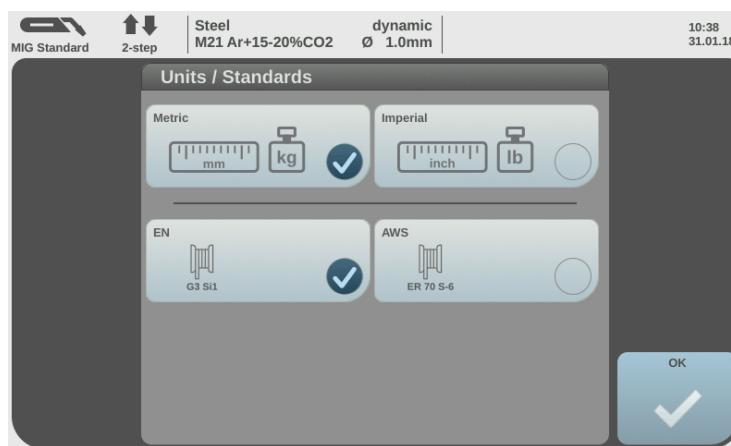 MIG Standard
2-step
Steel dynamic
M21 Ar+15-20%CO2 Ø 1.0mm
10:38
31.01.18
Units / Standards
Metric
mm
kg
Imperial
inch
lb
EN
G3 Si1
AWS
ER 70 S-6
OK